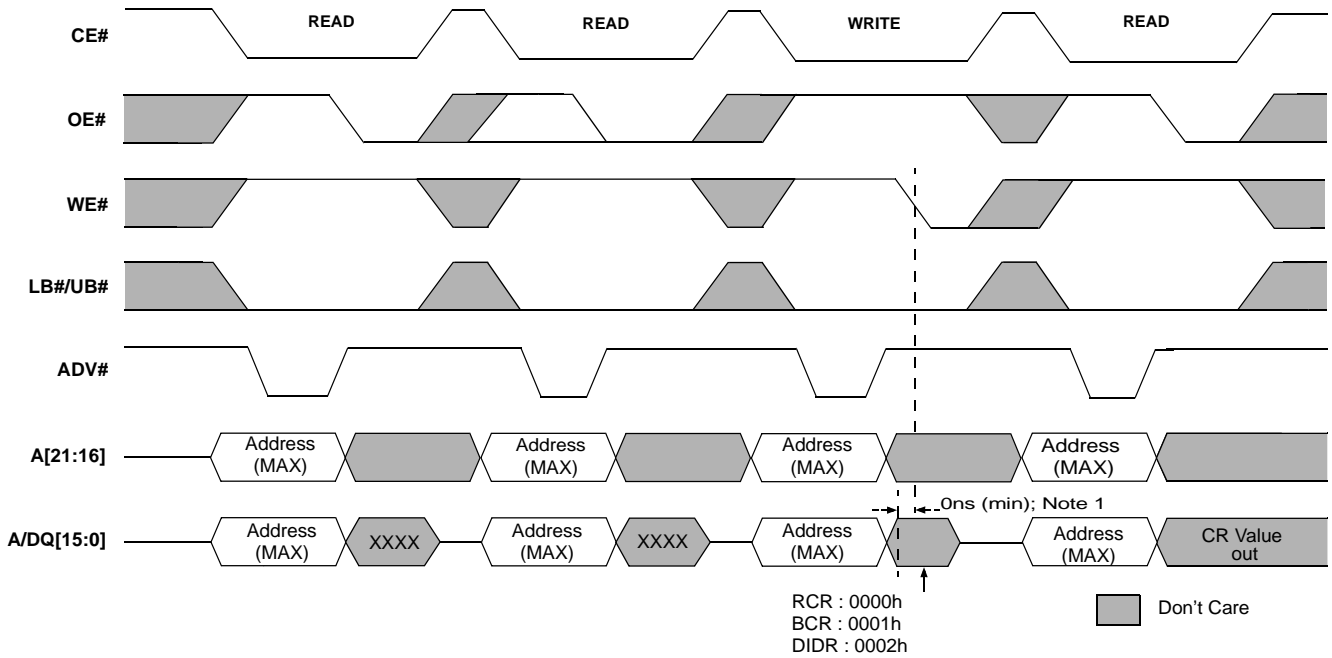 CE#
READ
READ
WRITE
READ
OE#
WE#
LB#/UB#
ADV#
A[21:16]
Address
(MAX)
Address
(MAX)
Address
(MAX)
Address
(MAX)
0ns (min); Note 1
A/DQ[15:0]
Address
(MAX)
XXXX
Address
(MAX)
XXXX
Address
(MAX)
Address
(MAX)
CR Value
out
RCR : 0000h
BCR : 0001h
DIDR : 0002h
Don't Care